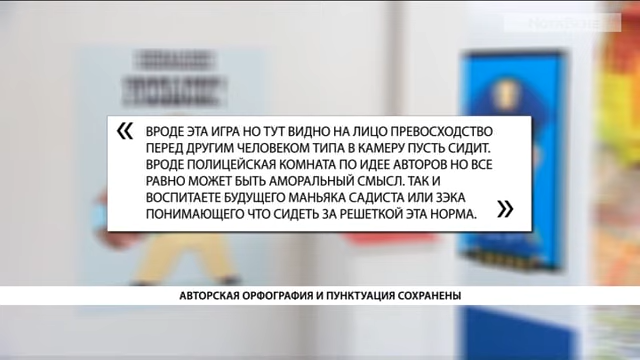 « ВРОДЕ ЭТА ИГРА НО ТУТ ВИДНО НА ЛИЦО ПРЕВОСХОДСТВО
ПЕРЕД ДРУГИМ ЧЕЛОВЕКОМ ТИПА В КАМЕРУ ПУСТЬ СИДИТ.
ВРОДЕ ПОЛИЦЕЙСКАЯ КОМНАТА ПО ИДЕЕ АВТОРОВ НО ВСЕ
РАВНО МОЖЕТ БЫТЬ АМОРАЛЬНЫЙ СМЫСЛ. ТАК И
ВОСПИТАЕТЕ БУДУЩЕГО МАНЬЯКА САДИСТА ИЛИ ЗЭКА
ПОНИМАЮЩЕГО ЧТО СИДЕТЬ ЗА РЕШЕТКОЙ ЭТА НОРМА. »
АВТОРСКАЯ ОРФОГРАФИЯ И ПУНКТУАЦИЯ СОХРАНЕНЫ